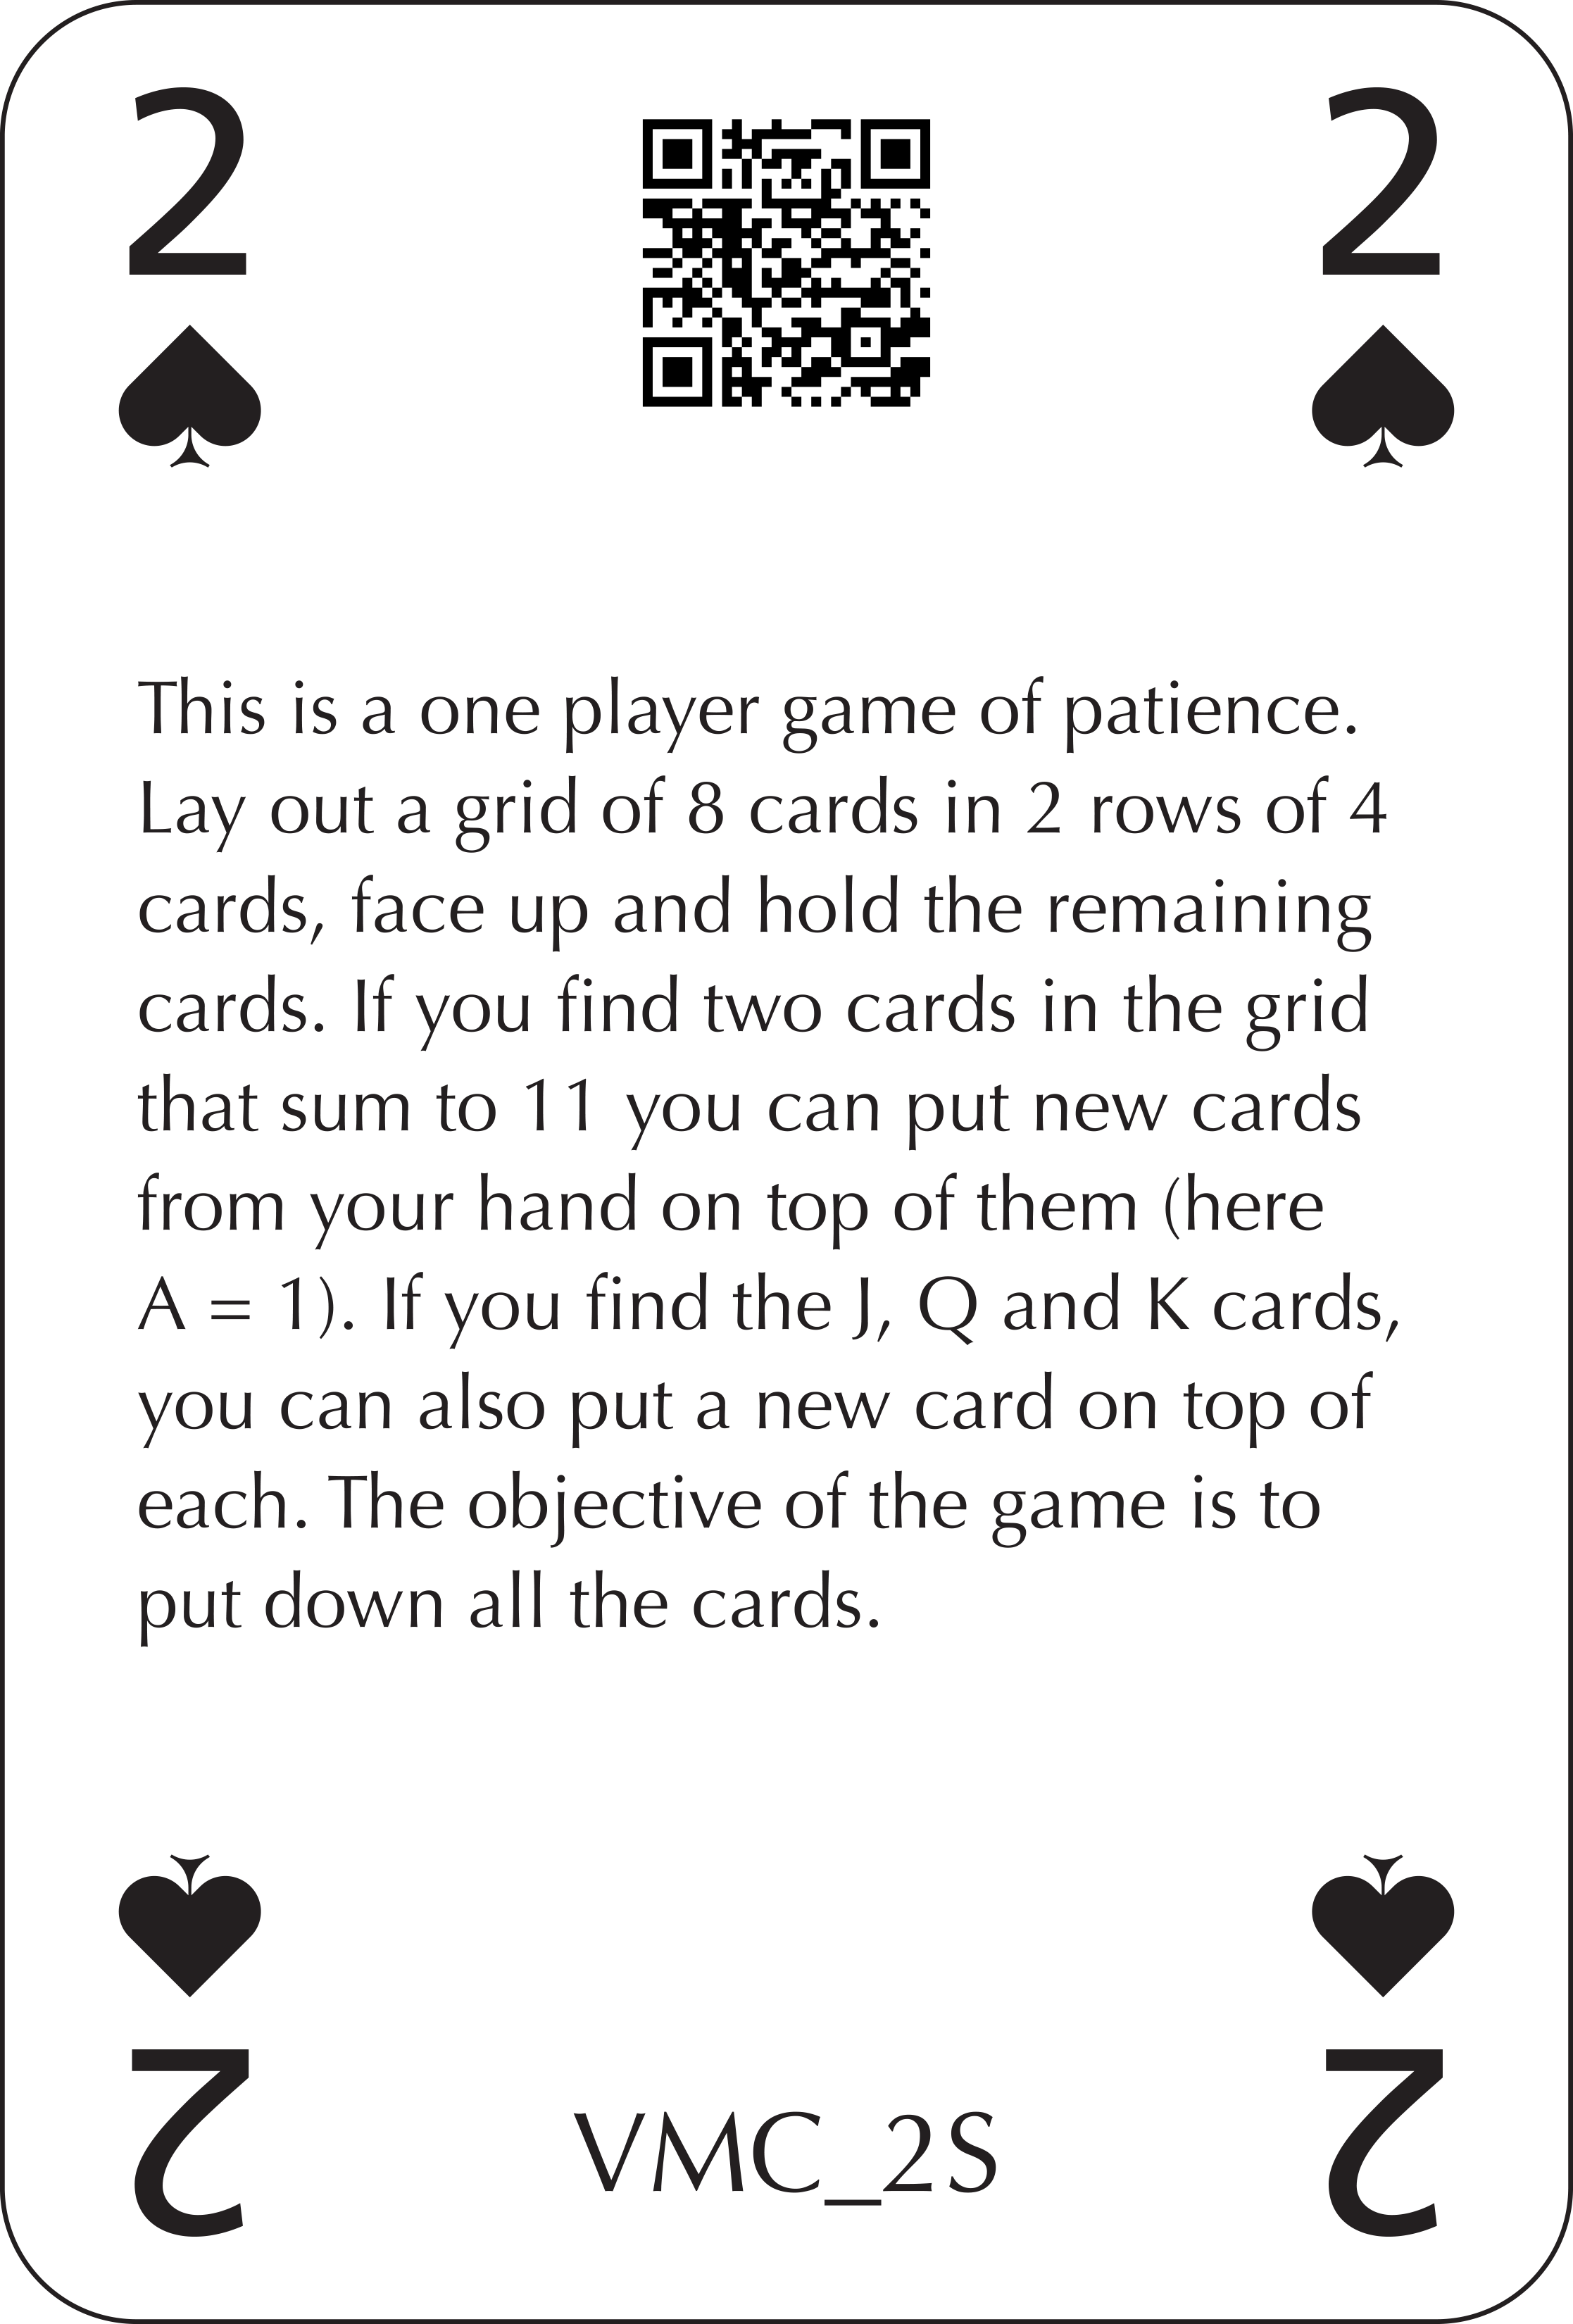 2 2
This is a one player game of patience.
Lay out a grid of 8 cards in 2 rows of 4
cards, face up and hold the remaining
cards. If you find two cards in the grid
that sum to 11 you can put new cards
from your hand on top of them (here
A = 1). If you find the J, Q and K cards,
you can also put a new card on top of
each. The objective of the game is to
put down all the cards.
2 VMC_2S 2